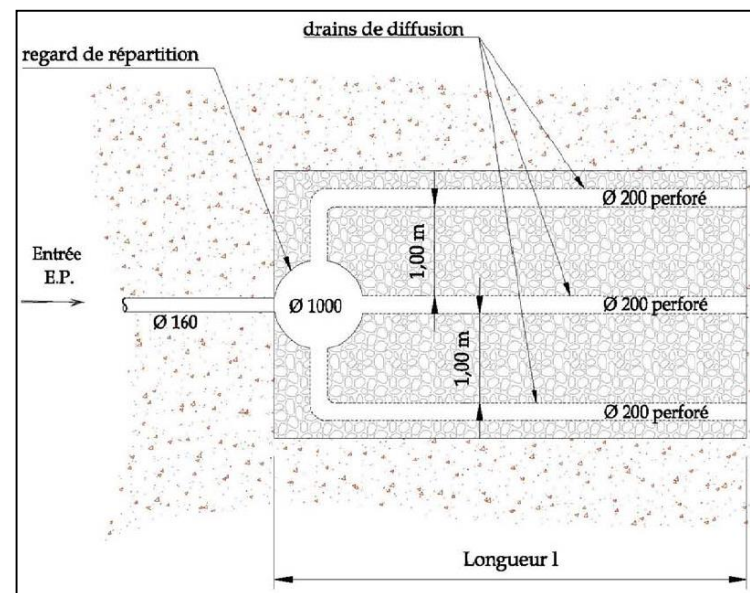 drains de diffusion
regard de répartition
Ø 200 perforé
1,00 m
Entrée
E.P.
Ø 1000
Ø 200 perforé
Ø 160
1,00 m
Ø 200 perforé
Longueur l